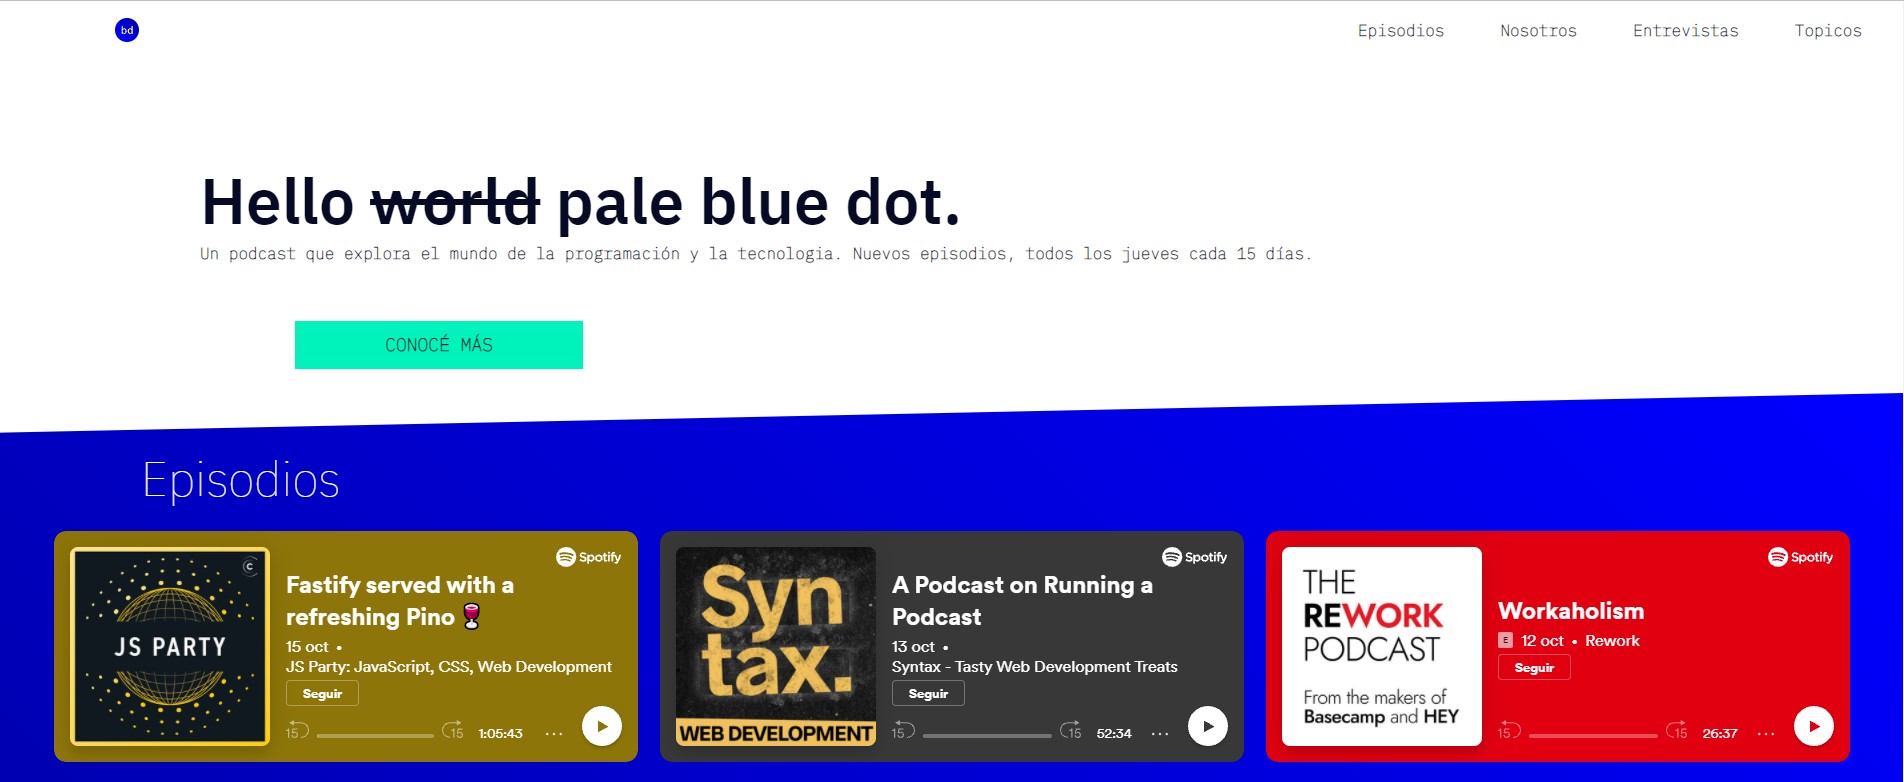 bd
Episodios
Nosotros
Entrevistas
Topicos
Hello world pale blue dot.
Un podcast que explora el mundo de la programación y la tecnologia. Nuevos episodios, todos los jueves cada 15 días.
CONOCÉ MÁS
Episodios
JS PARTY
Spotify
Fastify served with a
refreshing Pino 🍷
15 oct •
JS Party: JavaScript, CSS, Web Development
Seguir
15
15
1:05:43
...
Syn
tax.
WEB DEVELOPMENT
Spotify
A Podcast on Running a
Podcast
13 oct •
Syntax - Tasty Web Development Treats
Seguir
15
15
52:34
...
THE
REWORK
PODCAST
From the makers of
Basecamp and HEY
Spotify
Workaholism
E 12 oct • Rework
Seguir
15
15
26:37
...